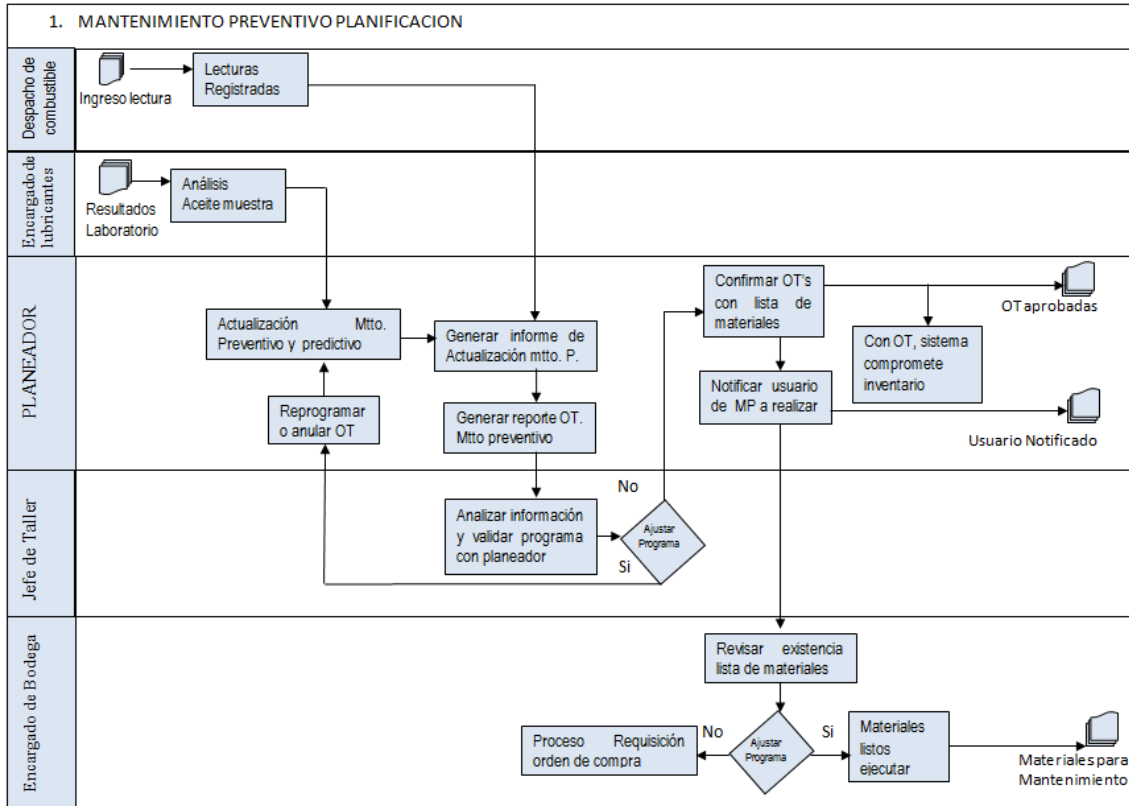 1. MANTENIMIENTO PREVENTIVO PLANIFICACION
Despacho de
combustible
Ingreso lectura
Lecturas
Registradas
Encargado de
lubricantes
Resultados
Laboratorio
Análisis
Aceite muestra
PLANEADOR
Actualización Mtto.
Preventivo y predictivo
Generar informe de
Actualización mtto. P.
Confirmar OT's
con lista de
materiales
OT aprobadas
Con OT, sistema
compromete
inventario
Reprogramar
o anular OT
Generar reporte OT.
Mtto preventivo
Notificar usuario
de MP a realizar
Usuario Notificado
Jefe de Taller
Analizar información
y validar programa
con planeador
No
Ajustar
Programa
Si
Encargado de Bodega
Revisar existencia
lista de materiales
Proceso Requisición
orden de compra
No
Ajustar
Programa
Si
Materiales
listos
ejecutar
Materiales para
Mantenimiento